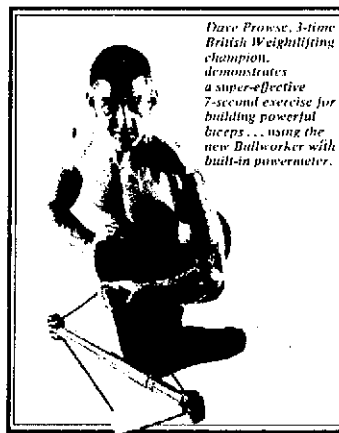 Dave Prowse, 3-time
British Weightlifting
champion,
demonstrates
a super-effective
7-second exercise for
building powerful
biceps ... using the
new Bullworker with
built-in powermeter.